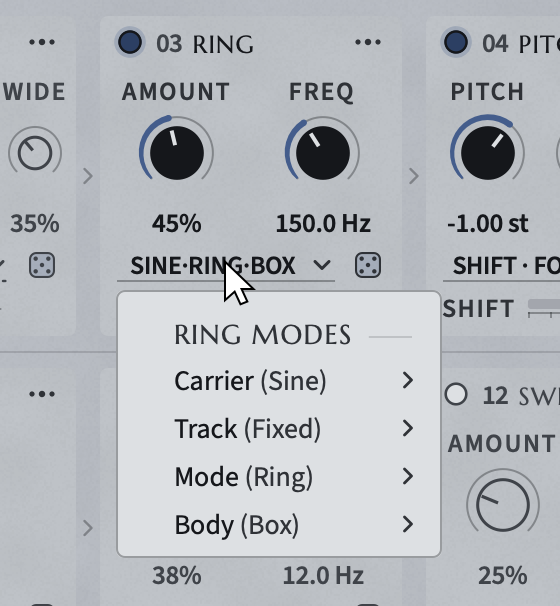 03 RING
04 PITC
WIDE
AMOUNT
FREQ
PITCH
35%
45%
150.0 Hz
-1.00 st
SINE·RING·BOX
SHIFT · FO
RING MODES
SHIFT
Carrier (Sine)
Track (Fixed)
12 SW
AMOUNT
Mode (Ring)
Body (Box)
38%
12.0 Hz
25%